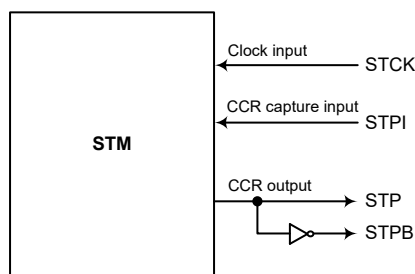 Clock input
STCK
CCR capture input
STPI
STM
CCR output
STP
STPB